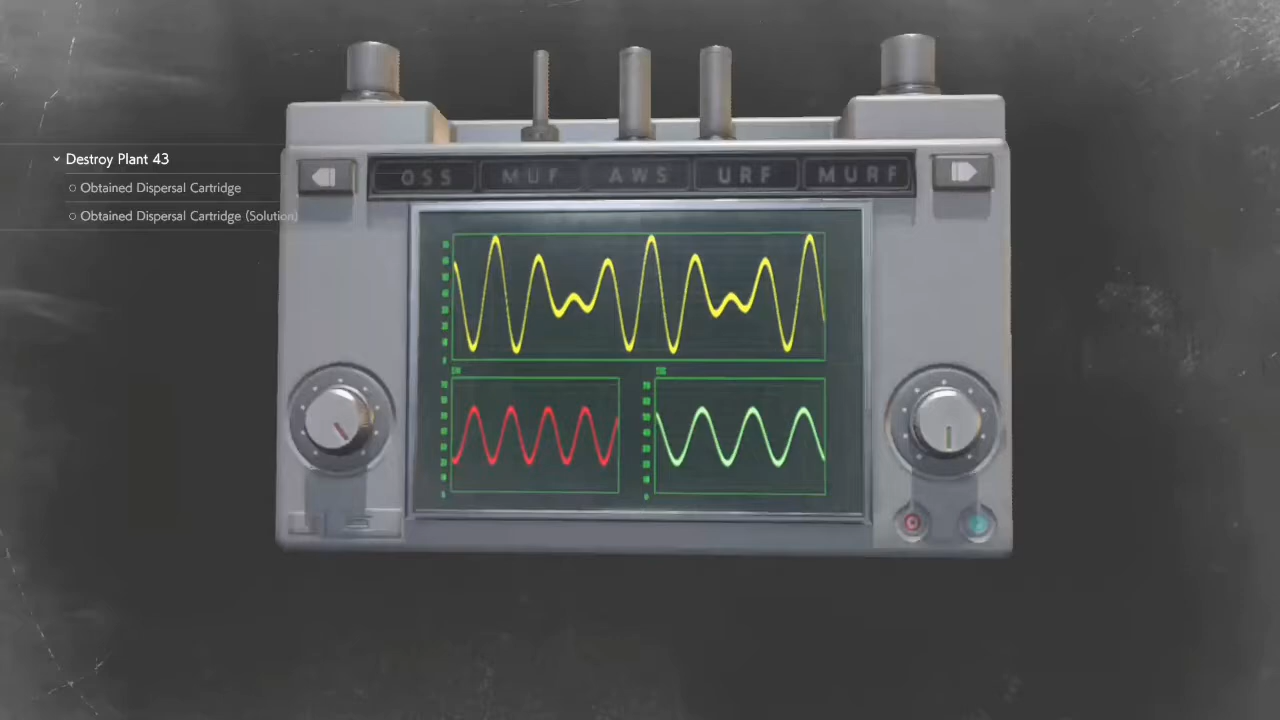 OSS MUF AWS URF MURF
Destroy Plant 43
Obtained Dispersal Cartridge
Obtained Dispersal Cartridge (Solution)